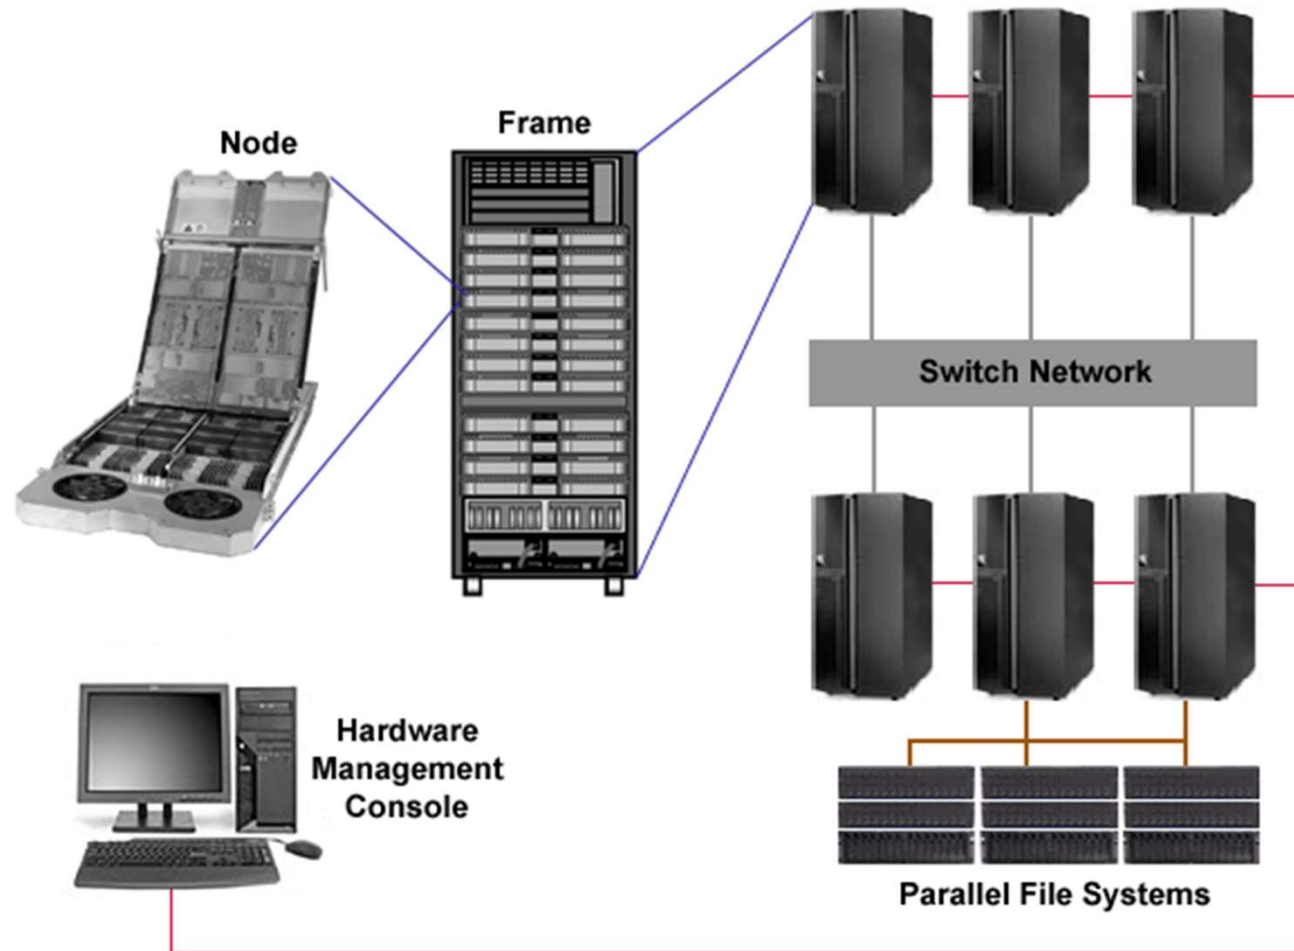 Node
Frame
Switch Network
Hardware
Management
Console
Parallel File Systems